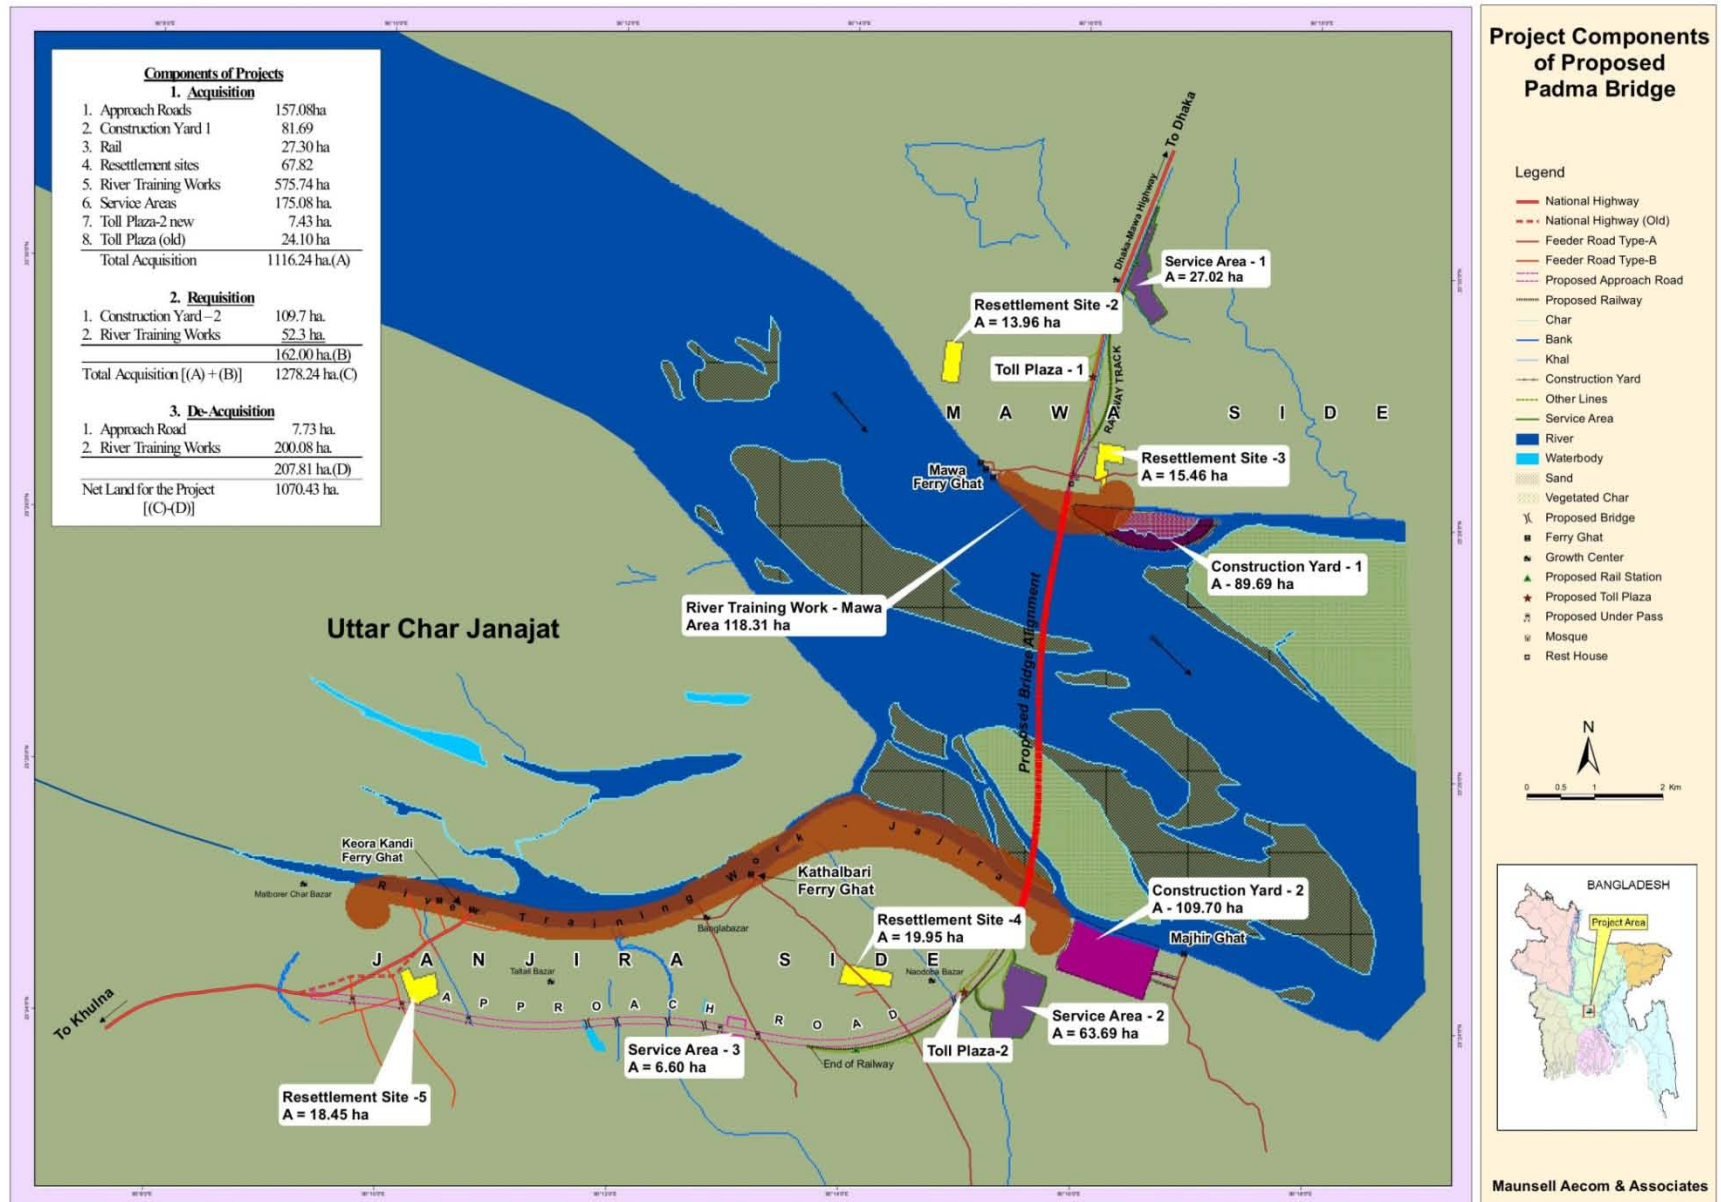 Components of Projects
1. Acquisition
1. Approach Roads 157.08ha
2. Construction Yard 1 81.69
3. Rail 27.30 ha
4. Resettlement sites 67.82
5. River Training Works 575.74 ha
6. Service Areas 175.08 ha.
7. Toll Plaza-2 new 7.43 ha.
8. Toll Plaza (old) 24.10 ha
Total Acquisition 1116.24 ha.(A)
2. Requisition
1. Construction Yard – 2 109.7 ha.
2. River Training Works 52.3 ha.
162.00 ha.(B)
Total Acquisition [(A) + (B)] 1278.24 ha.(C)
3. De-Acquisition
1. Approach Road 7.73 ha.
2. River Training Works 200.08 ha.
207.81 ha.(D)
Net Land for the Project 1070.43 ha.
[(C)-(D)]
To Dhaka
Dhaka-Mawa Highway
Service Area - 1
A = 27.02 ha
Resettlement Site -2
A = 13.96 ha
Toll Plaza - 1
RAILWAY TRACK
MAWA SIDE
Resettlement Site -3
A = 15.46 ha
Mawa
Ferry Ghat
Construction Yard - 1
A - 89.69 ha
River Training Work - Mawa
Area 118.31 ha
Uttar Char Janajat
Proposed Bridge Alignment
Keora Kandi
Ferry Ghat
Matborer Char Bazar
River Training Work - Jajira
Kathalbari
Ferry Ghat
Construction Yard - 2
A - 109.70 ha
Resettlement Site -4
A = 19.95 ha
Banglabazar
Majhir Ghat
JANJIRA SIDE
Naodoba Bazar
APPROACH ROAD
To Khulna
Service Area - 2
A = 63.69 ha
Service Area - 3
A = 6.60 ha
Toll Plaza-2
End of Railway
Resettlement Site -5
A = 18.45 ha
Project Components
of Proposed
Padma Bridge
Legend
National Highway
National Highway (Old)
Feeder Road Type-A
Feeder Road Type-B
Proposed Approach Road
Proposed Railway
Char
Bank
Khal
Construction Yard
Other Lines
Service Area
River
Waterbody
Sand
Vegetated Char
Proposed Bridge
Ferry Ghat
Growth Center
Proposed Rail Station
Proposed Toll Plaza
Proposed Under Pass
Mosque
Rest House
N
0 0.5 1 2 Km
BANGLADESH
Project Area
Maunsell Aecom & Associates